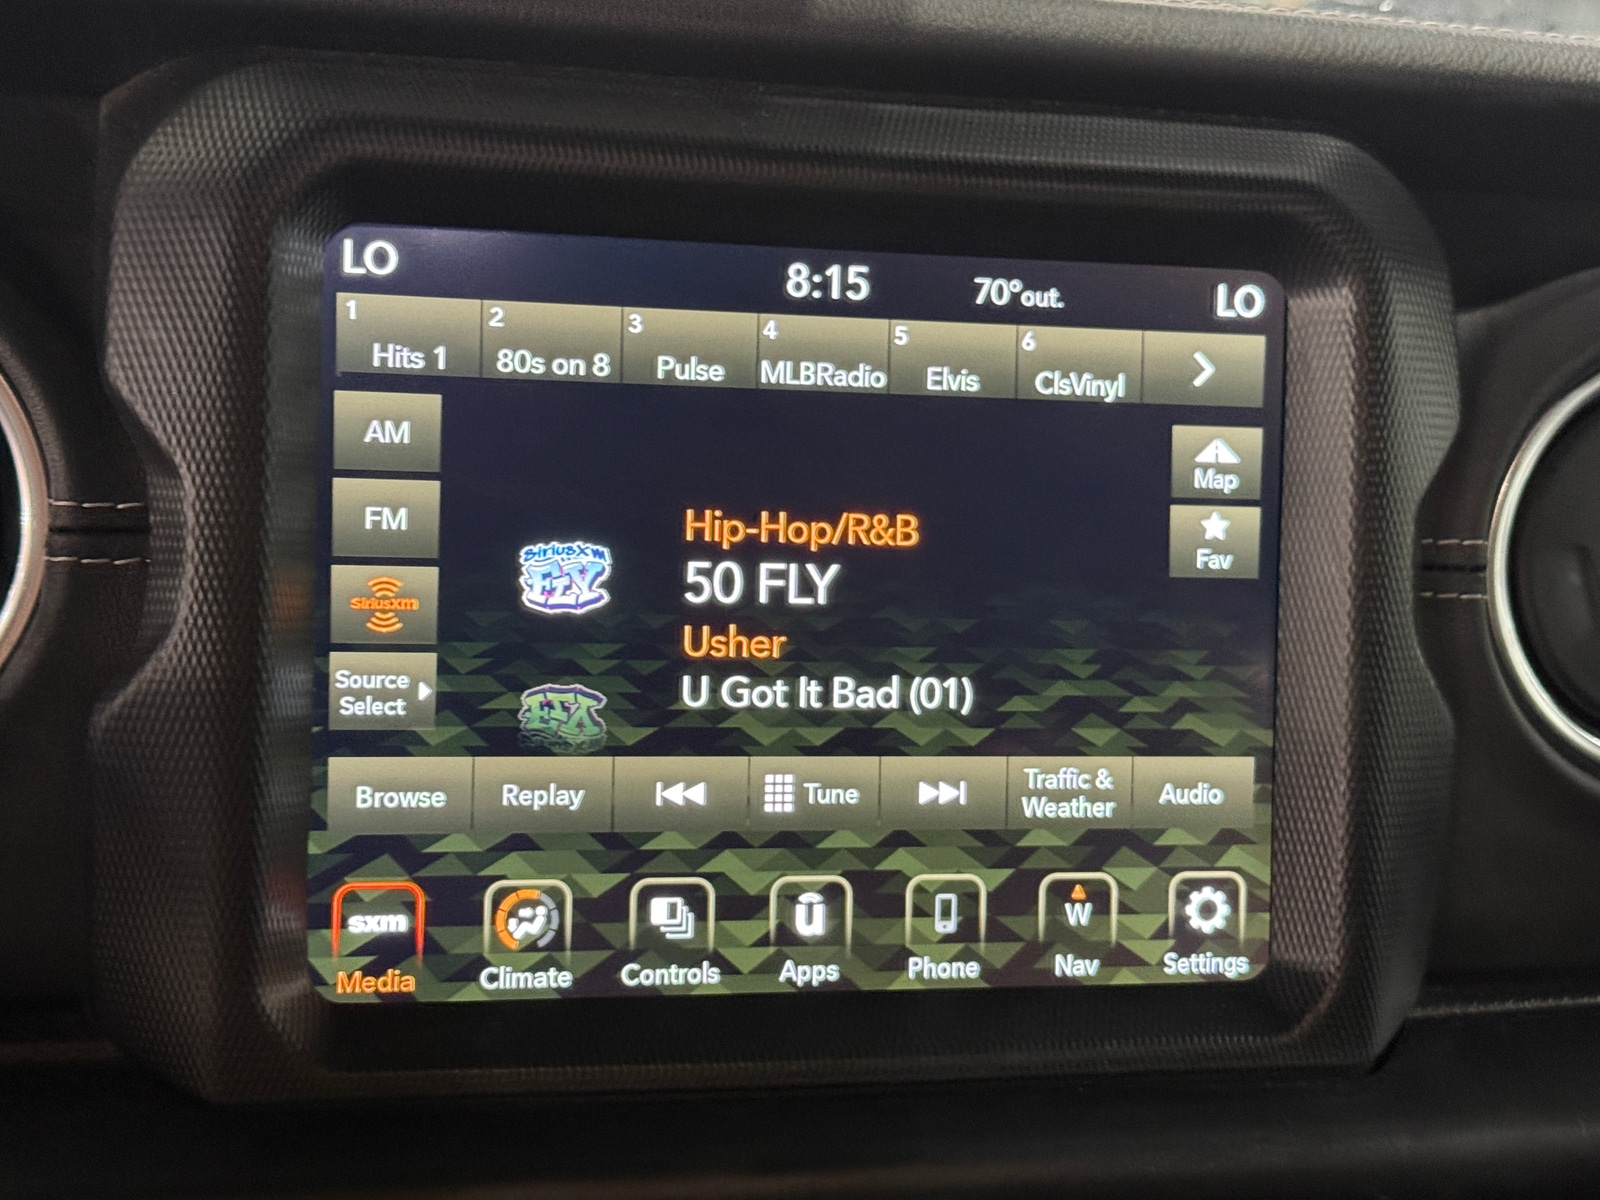 LO
8:15
70°out.
LO
1
Hits 1
2
80s on 8
3
Pulse
4
MLBRadio
5
Elvis
6
ClsVinyl
AM
FM
siriusxm
Source
Select
Map
Fav
siriusxm
FLY
Hip-Hop/R&B
50 FLY
Usher
U Got It Bad (01)
Browse
Replay
Tune
Traffic &
Weather
Audio
sxm
Media
Climate
Controls
u
Apps
Phone
W
Nav
Settings